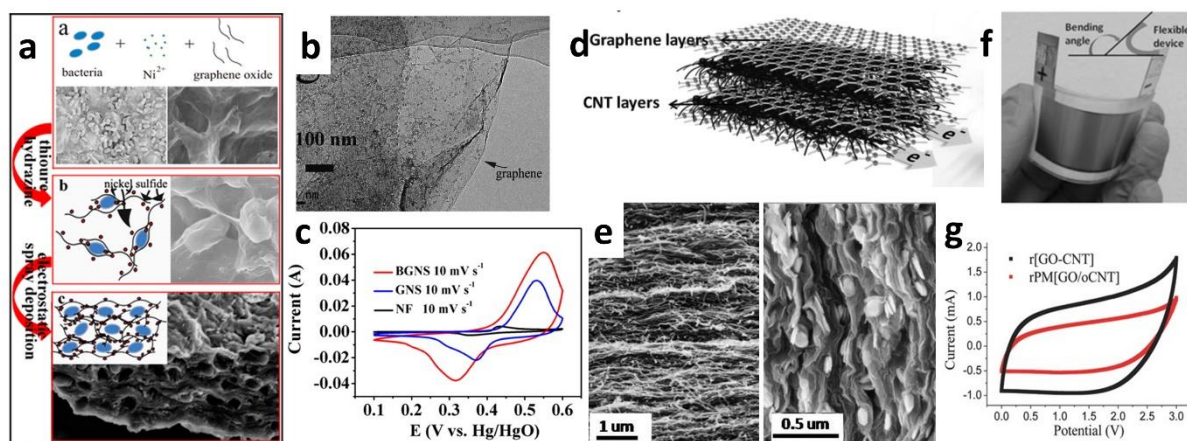 a
a
bacteria + Ni2+ + graphene oxide
thiourea
hydrazine
b
nickel sulfide
electrostatic
spray deposition
c
b
100 nm
graphene
c
Current (A)
0.08
0.06
0.04
0.02
0.00
-0.02
-0.04
BGNS 10 mV s-1
GNS 10 mV s-1
NF 10 mV s-1
0.1 0.2 0.3 0.4 0.5 0.6
E (V vs. Hg/HgO)
d
Graphene layers
CNT layers
e-
e-
e
1 um
0.5 um
f
Bending
angle
Flexible
device
+
-
g
r[GO-CNT]
rPM[GO/oCNT]
Current (mA)
2.0
1.5
1.0
0.5
0.0
-0.5
-1.0
0.0 0.5 1.0 1.5 2.0 2.5 3.0
Potential (V)